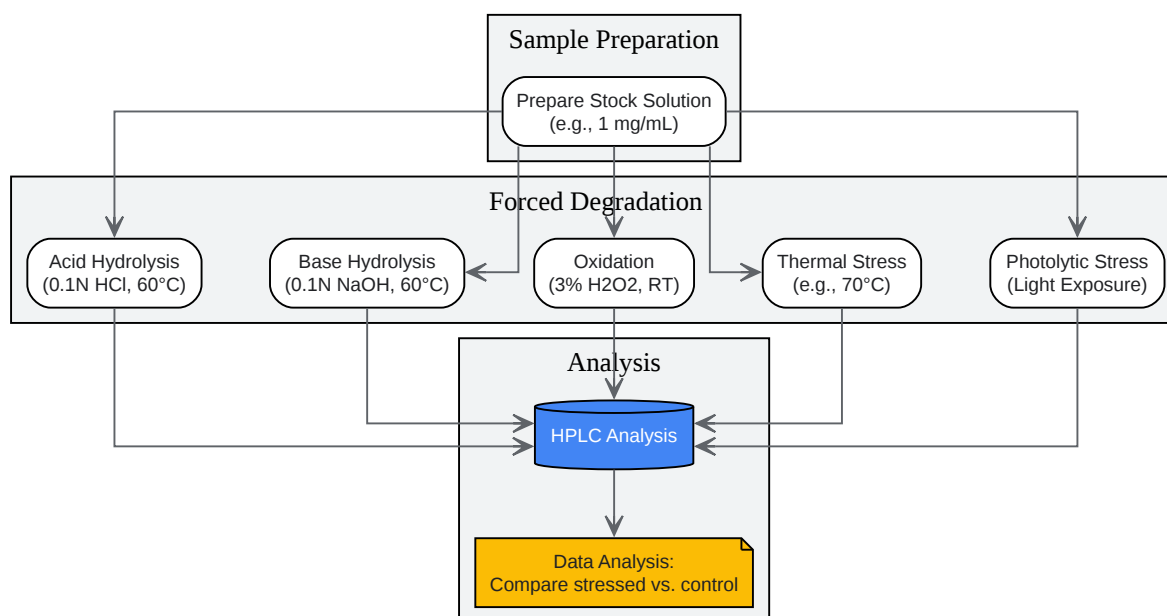 Sample Preparation
Prepare Stock Solution
(e.g., 1 mg/mL)
Forced Degradation
Acid Hydrolysis
(0.1N HCl, 60°C)
Base Hydrolysis
(0.1N NaOH, 60°C)
Oxidation
(3% H2O2, RT)
Thermal Stress
(e.g., 70°C)
Photolytic Stress
(Light Exposure)
Analysis
HPLC Analysis
Data Analysis:
Compare stressed vs. control